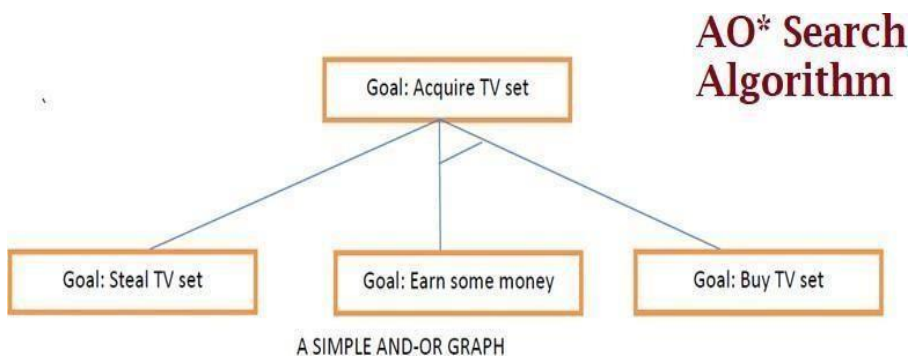 AO* Search
Algorithm
Goal: Acquire TV set
Goal: Steal TV set
Goal: Earn some money
Goal: Buy TV set
A SIMPLE AND-OR GRAPH